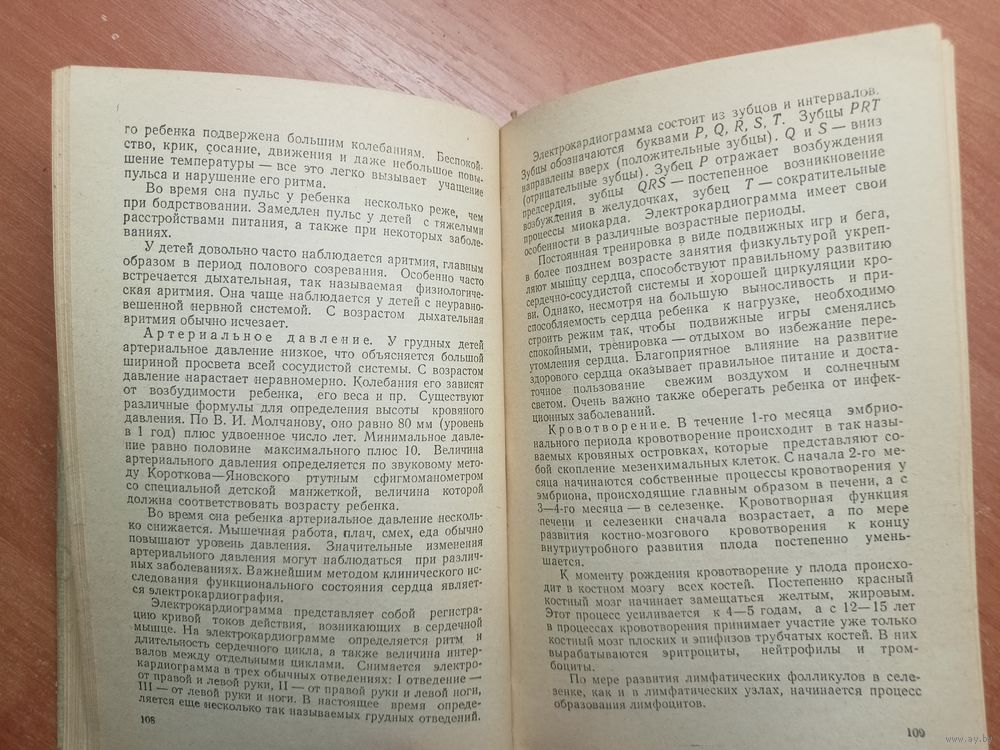 го ребенка подвержена большим колебаниям. Беспокой-
ство, крик, сосание, движения и даже небольшое повы-
шение температуры — все это легко вызывает учащение
пульса и нарушение его ритма.
Во время сна пульс у ребенка несколько реже, чем
при бодрствовании. Замедлен пульс у детей с тяжелыми
расстройствами питания, а также при некоторых заболе-
ваниях.
У детей довольно часто наблюдается аритмия, главным
образом в период полового созревания. Особенно часто
встречается дыхательная, так называемая физиологиче-
ская аритмия. Она чаще наблюдается у детей с неуравно-
вешенной нервной системой. С возрастом дыхательная
аритмия обычно исчезает.
Артериальное давление. У грудных детей
артериальное давление низкое, что объясняется большой
шириной просвета всей сосудистой системы. С возрастом
давление нарастает неравномерно. Колебания его зависят
от возбудимости ребенка, его веса и пр. Существуют
различные формулы для определения высоты кровяного
давления. По В. И. Молчанову, оно равно 80 мм (уровень
в 1 год) плюс удвоенное число лет. Минимальное давле-
ние равно половине максимального плюс 10. Величина
артериального давления определяется по звуковому мето-
ду Короткова—Яновского ртутным сфигмоманометром
со специальной детской манжеткой, величина которой
должна соответствовать возрасту ребенка.
Во время сна ребенка артериальное давление несколь-
ко снижается. Мышечная работа, плач, смех, еда обычно
повышают уровень давления. Значительные изменения
артериального давления могут наблюдаться при различ-
ных заболеваниях. Важнейшим методом клинического ис-
следования функционального состояния сердца являет-
ся электрокардиография.
Электрокардиограмма представляет собой регистра-
цию кривой токов действия, возникающих в сердечной
мышце. На электрокардиограмме определяется ритм и
длительность сердечного цикла, а также величина интер-
валов между отдельными циклами. Снимается электро-
кардиограмма в трех обычных отведениях: I отведение —
от правой и левой руки, II — от правой руки и левой ноги,
III — от левой руки и ноги. В настоящее время опреде-
ляется еще несколько так называемых грудных отведений.
108
Электрокардиограмма состоит из зубцов и интервалов.
Зубцы обозначаются буквами P, Q, R, S, T. Зубцы PRT
направлены вверх (положительные зубцы). Q и S — вниз
(отрицательные зубцы). Зубец P отражает возбуждения
предсердия, зубцы QRS — постепенное возникновение
возбуждения в желудочках, зубец T — сократительные
процессы миокарда. Электрокардиограмма имеет свои
особенности в различные возрастные периоды.
Постоянная тренировка в виде подвижных игр и бега,
в более позднем возрасте занятия физкультурой укреп-
ляют мышцу сердца, способствуют правильному развитию
сердечно-сосудистой системы и хорошей циркуляции кро-
ви. Однако, несмотря на большую выносливость и при-
способляемость сердца ребенка к нагрузке, необходимо
строить режим так, чтобы подвижные игры сменялись
спокойными, тренировка — отдыхом во избежание пере-
утомления сердца. Благоприятное влияние на развитие
здорового сердца оказывает правильное питание и доста-
точное пользование свежим воздухом и солнечным
светом. Очень важно также оберегать ребенка от инфек-
ционных заболеваний.
Кроветворение. В течение 1-го месяца эмбрио-
нального периода кроветворение происходит в так назы-
ваемых кровяных островках, которые представляют со-
бой скопление мезенхимальных клеток. С начала 2-го ме-
сяца начинаются собственные процессы кроветворения у
эмбриона, происходящие главным образом в печени, а с
3—4-го месяца — в селезенке. Кроветворная функция
печени и селезенки сначала возрастает, а по мере
развития костно-мозгового кроветворения к концу
внутриутробного развития плода постепенно умень-
шается.
К моменту рождения кроветворение у плода происхо-
дит в костном мозгу всех костей. Постепенно красный
костный мозг начинает замещаться желтым, жировым.
Этот процесс усиливается к 4—5 годам, а с 12—15 лет
в процессах кроветворения принимает участие уже только
костный мозг плоских и эпифизов трубчатых костей. В них
вырабатываются эритроциты, нейтрофилы и тром-
боциты.
По мере развития лимфатических фолликулов в селе-
зенке, как и в лимфатических узлах, начинается процесс
образования лимфоцитов.
109
www.ay.by